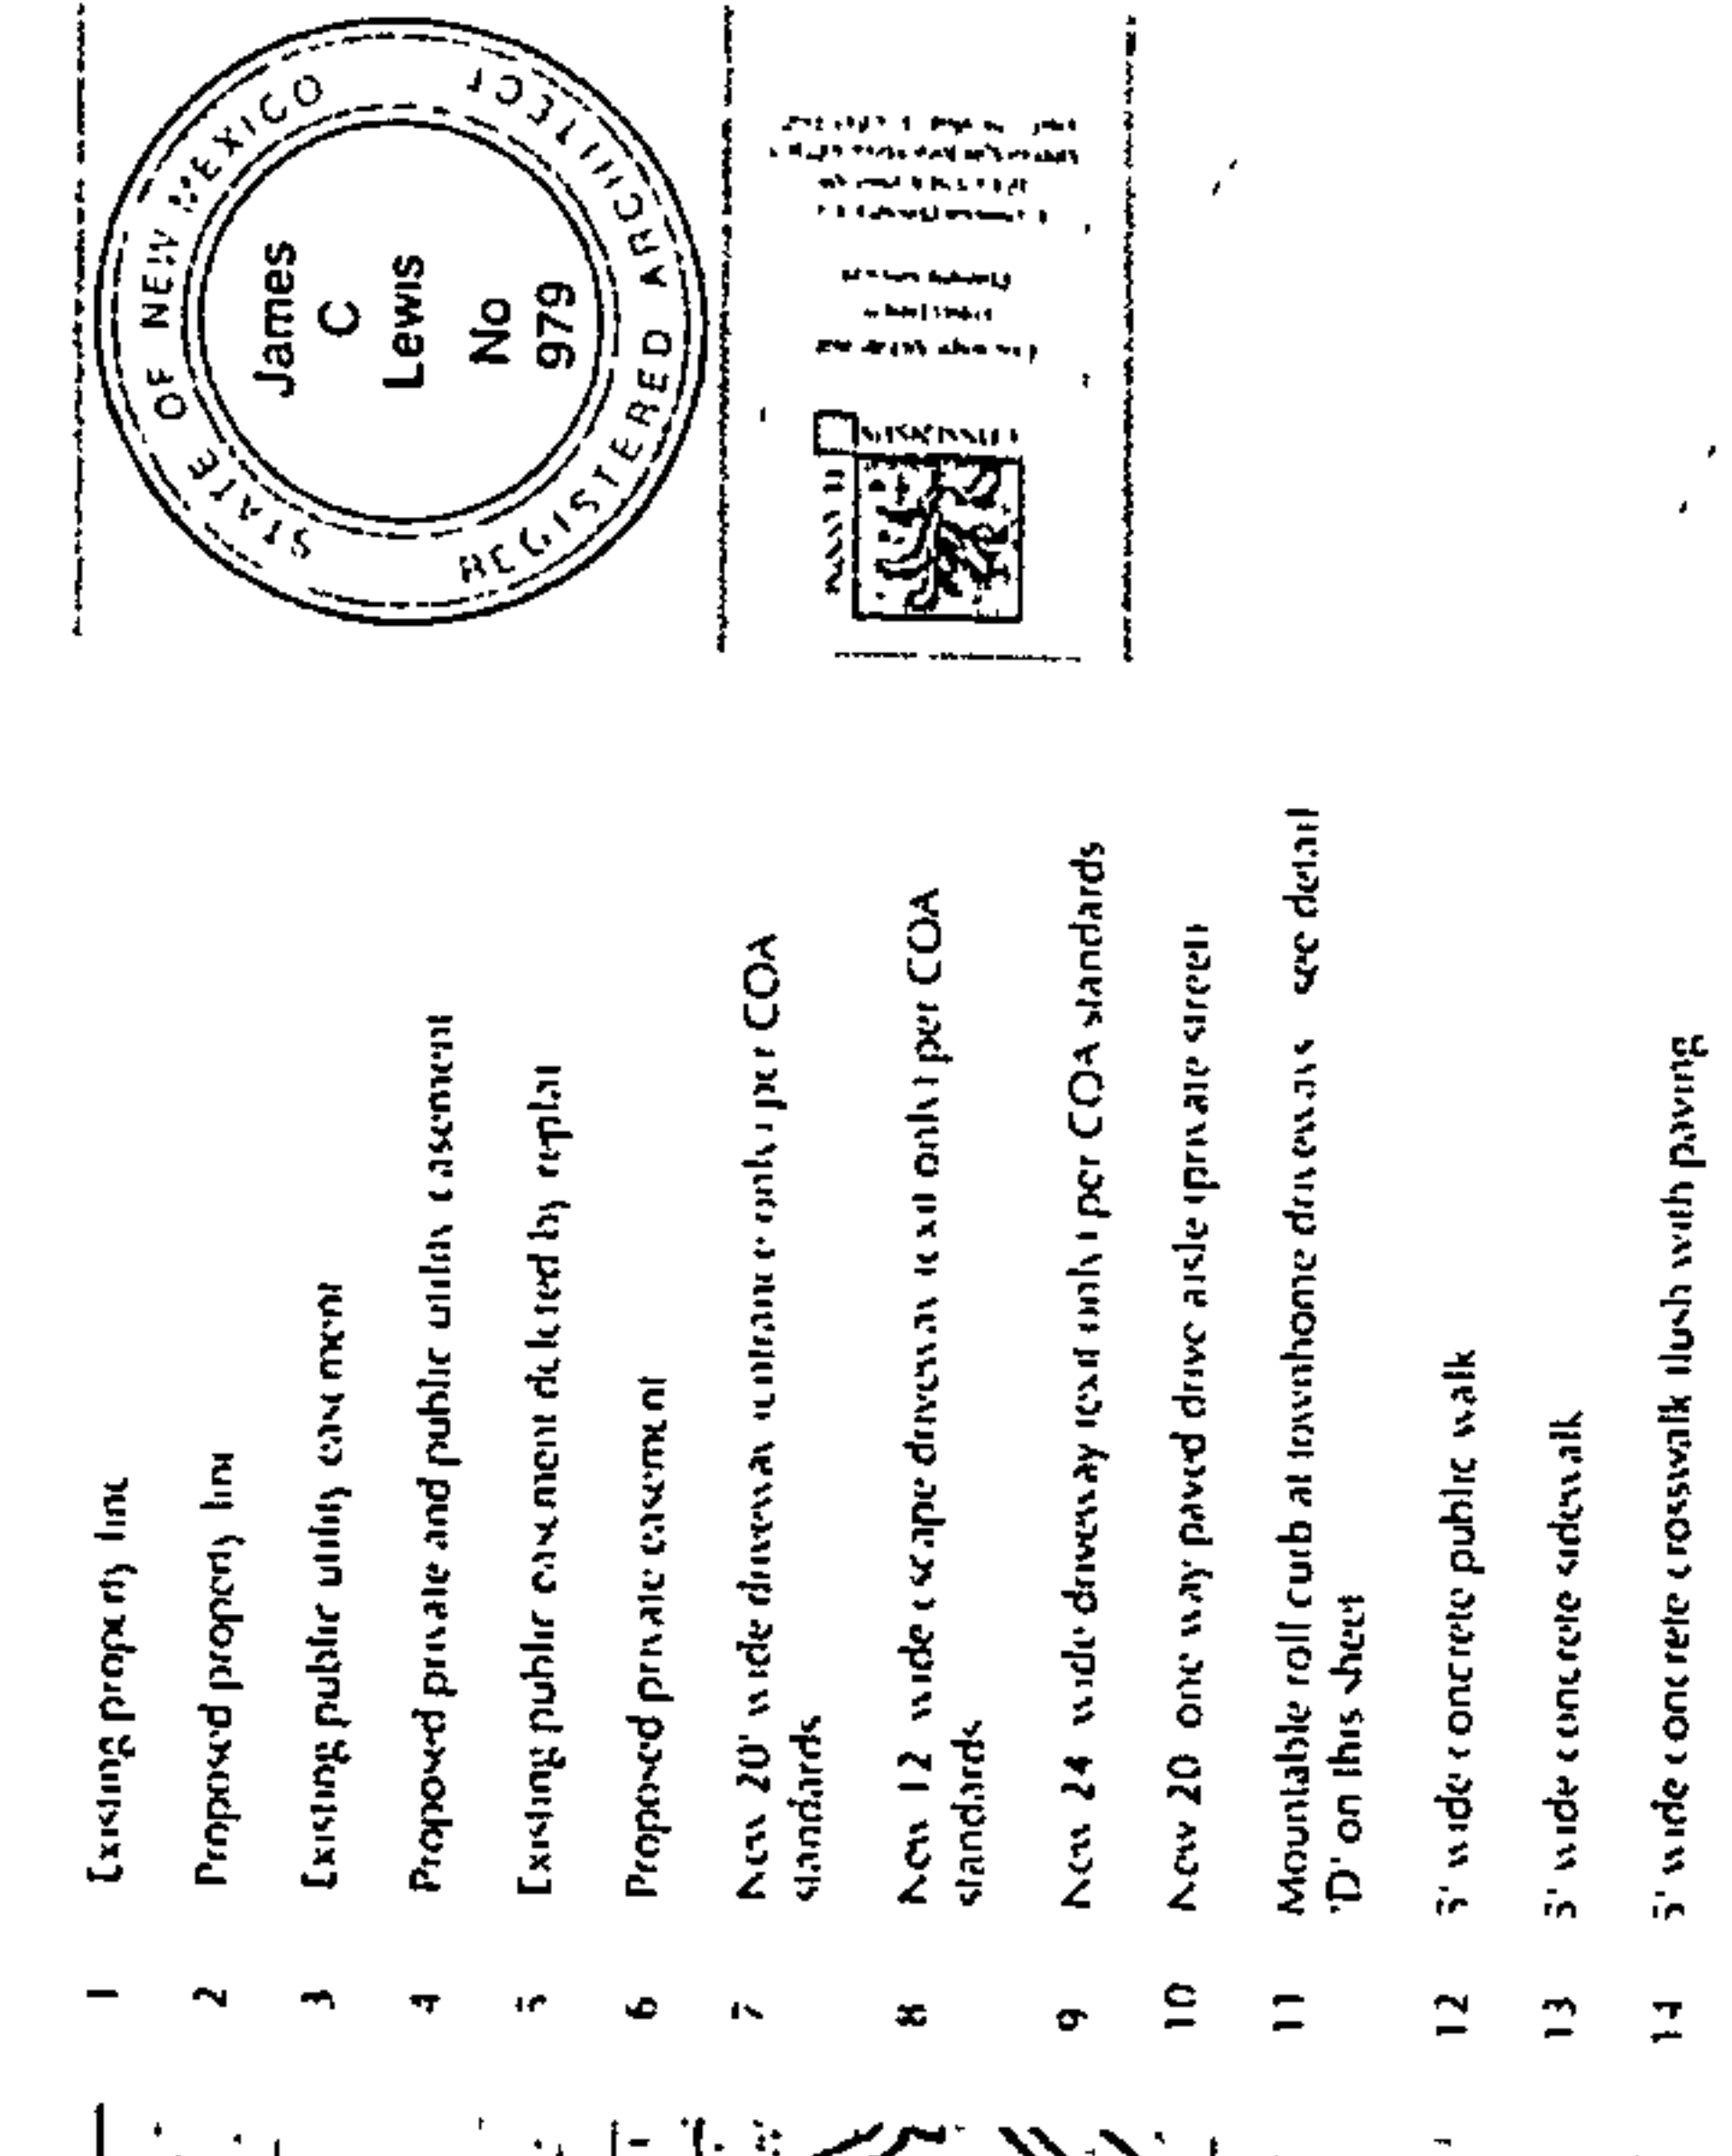 STATE OF NEW MEXICO
REGISTERED ARCHITECT
James
C
Lewis
No
979
1 Existing property line
2 Proposed property line
3 Existing public utility easement
4 Proposed private and public utility easement
5 Existing public easement deleted by replat
6 Proposed private easement
7 New 20' wide driveway (entrance only) per COA
standards
8 New 12 wide escape driveway (exit only) per COA
standards
9 New 24 wide driveway (exit only) per COA standards
10 New 20 one way paved drive aisle (private street)
11 Mountable roll curb at townhome driveways see detail
'D' on this sheet
12 5' wide concrete public walk
13 5' wide concrete sidewalk
14 5' wide concrete crosswalk flush with paving